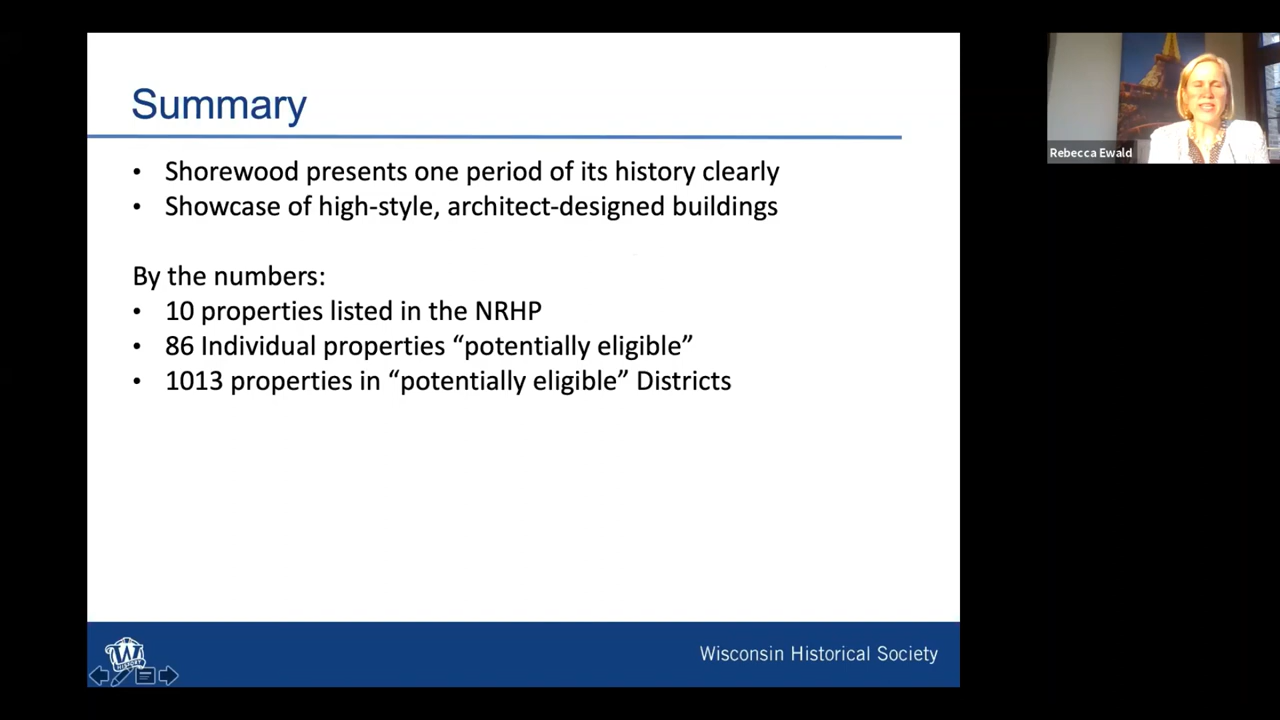 Summary
• Shorewood presents one period of its history clearly
• Showcase of high-style, architect-designed buildings
By the numbers:
• 10 properties listed in the NRHP
• 86 Individual properties “potentially eligible”
• 1013 properties in “potentially eligible” Districts
W
Wisconsin Historical Society
Rebecca Ewald